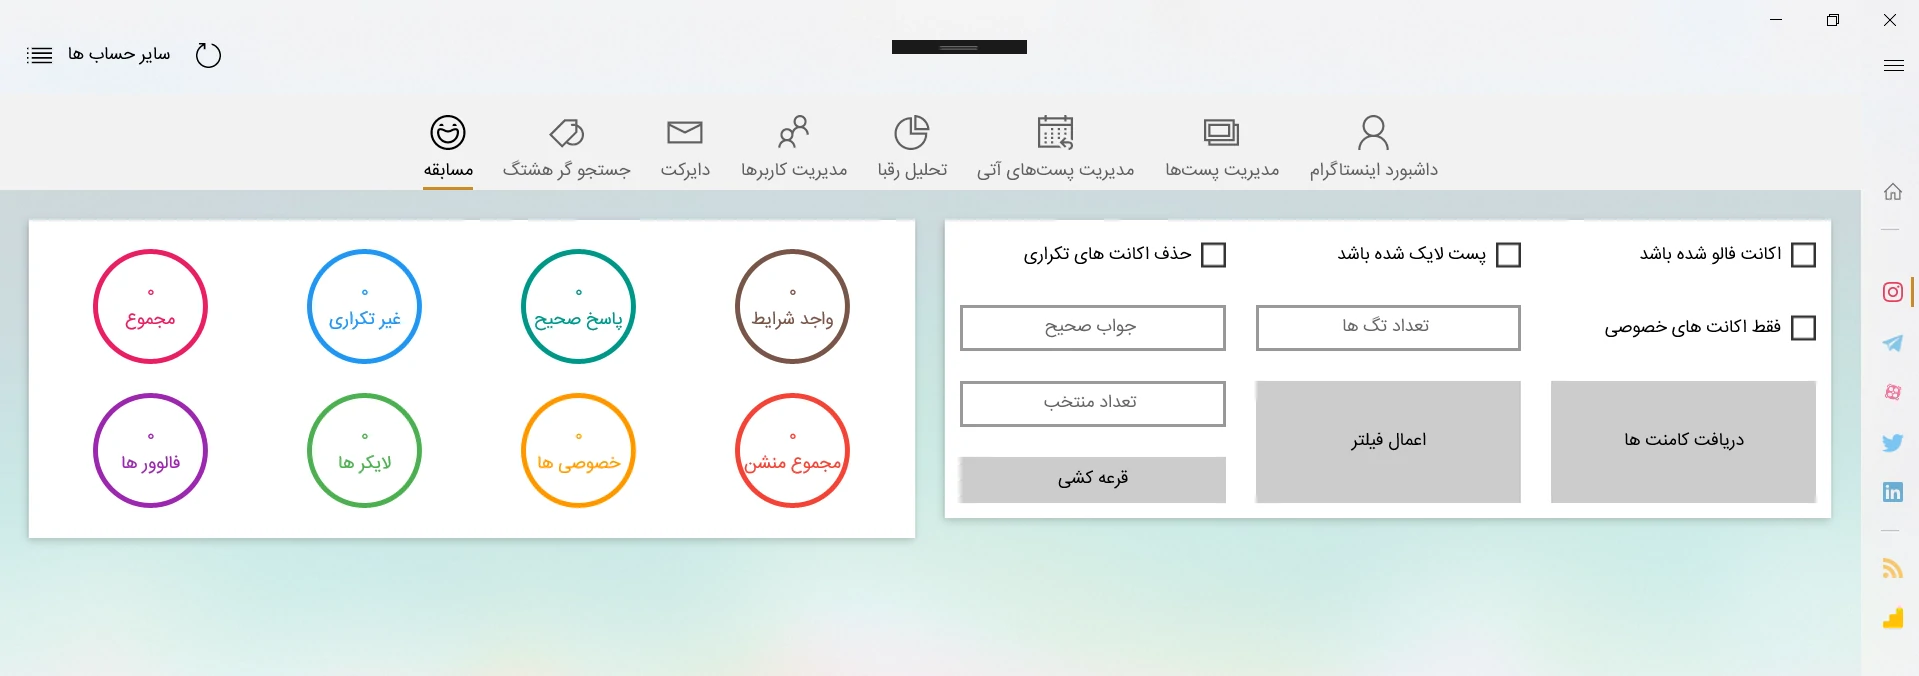 سایر حساب ها
داشبورد اینستاگرام
مدیریت پست‌ها
مدیریت پست‌های آتی
تحلیل رقبا
مدیریت کاربرها
دایرکت
جستجو گر هشتگ
مسابقه
اکانت فالو شده باشد
پست لایک شده باشد
حذف اکانت های تکراری
فقط اکانت های خصوصی
تعداد تگ ها
جواب صحیح
دریافت کامنت ها
اعمال فیلتر
تعداد منتخب
قرعه کشی
۰
واجد شرایط
۰
پاسخ صحیح
۰
غیر تکراری
۰
مجموع
۰
مجموع منشن
۰
خصوصی ها
۰
لایکر ها
۰
فالوور ها
in